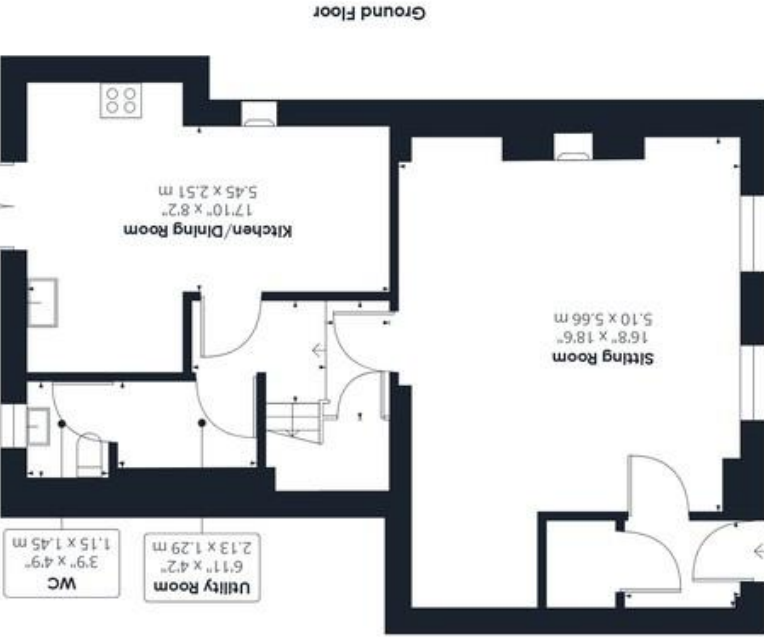 Utility Room
6'11" x 4'2"
2.13 x 1.29 m
WC
3'9" x 4'9"
1.15 x 1.45 m
Sitting Room
16'8" x 18'6"
5.10 x 5.66 m
Kitchen/Dining Room
17'10" x 8'2"
5.45 x 2.51 m
Ground Floor